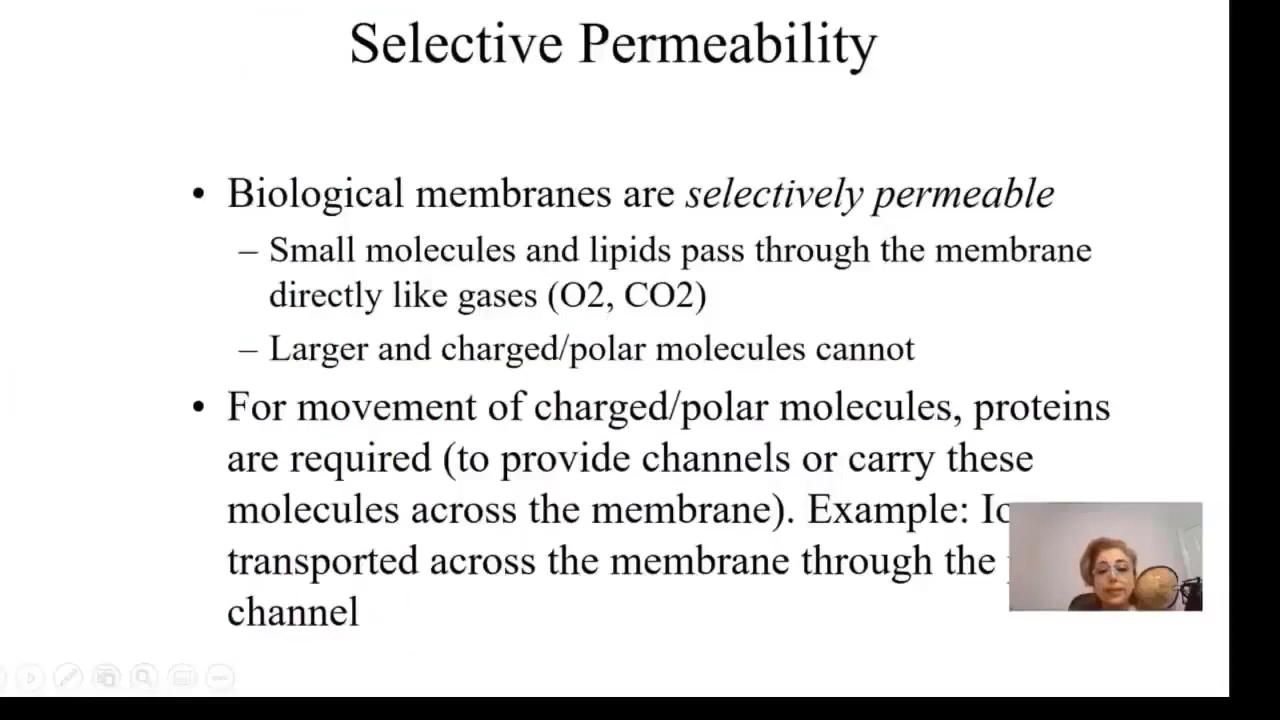 Selective Permeability
• Biological membranes are selectively permeable
– Small molecules and lipids pass through the membrane
directly like gases (O2, CO2)
– Larger and charged/polar molecules cannot
• For movement of charged/polar molecules, proteins
are required (to provide channels or carry these
molecules across the membrane). Example:
transported across the membrane through the
channel